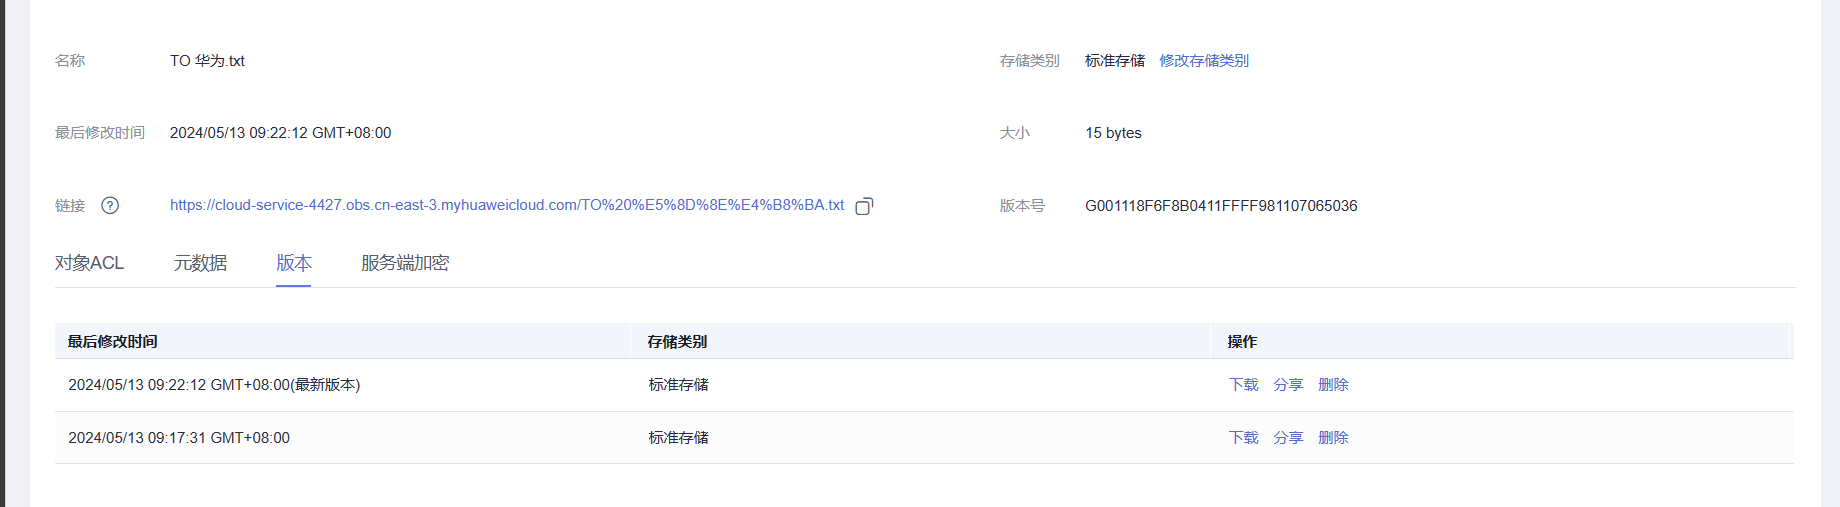 名称 TO 华为.txt 存储类别 标准存储 修改存储类别
最后修改时间 2024/05/13 09:22:12 GMT+08:00 大小 15 bytes
链接 https://cloud-service-4427.obs.cn-east-3.myhuaweicloud.com/TO%20%E5%8D%8E%E4%B8%BA.txt 版本号 G001118F6F8B0411FFFF981107065036
对象ACL 元数据 版本 服务端加密
最后修改时间 存储类别 操作
2024/05/13 09:22:12 GMT+08:00(最新版本) 标准存储 下载 分享 删除
2024/05/13 09:17:31 GMT+08:00 标准存储 下载 分享 删除